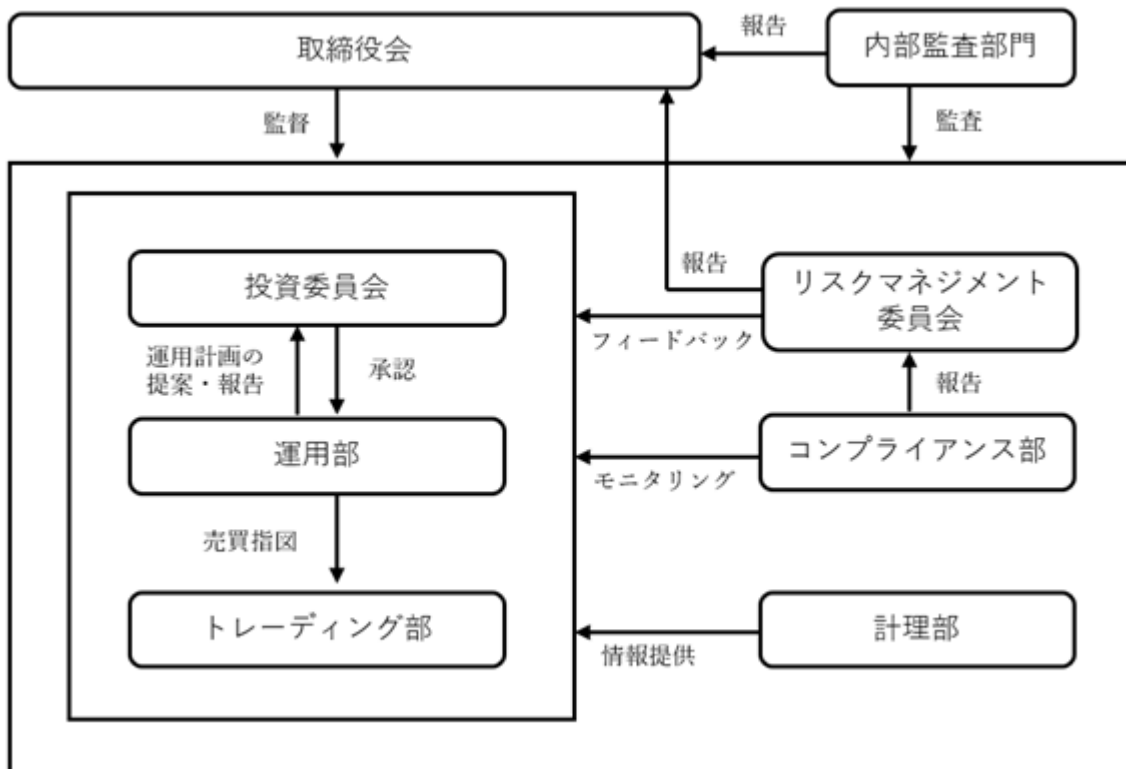 取締役会
報告
内部監査部門
監督
監査
投資委員会
報告
リスクマネジメント
委員会
フィードバック
運用計画の
提案・報告
承認
報告
運用部
コンプライアンス部
モニタリング
売買指図
トレーディング部
計理部
情報提供